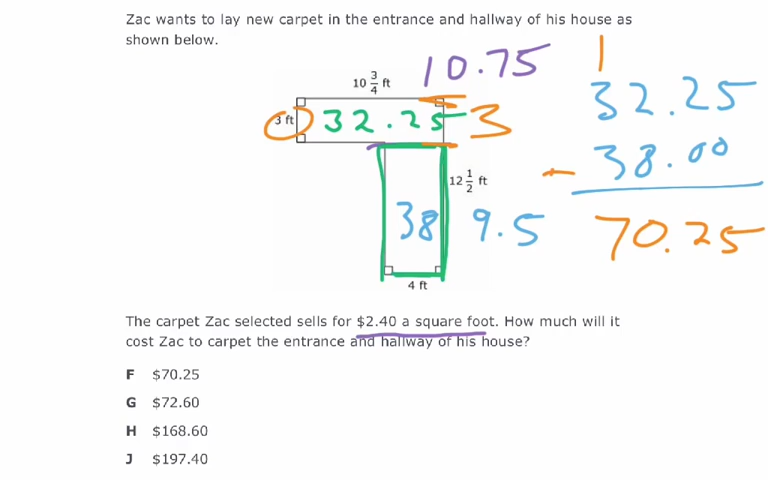 Zac wants to lay new carpet in the entrance and hallway of his house as
shown below.
10 3/4 ft
10.75
1
32.25
3 ft
32.25
3
38.00
12 1/2 ft
38
9.5
70.25
4 ft
The carpet Zac selected sells for $2.40 a square foot. How much will it
cost Zac to carpet the entrance and hallway of his house?
F $70.25
G $72.60
H $168.60
J $197.40